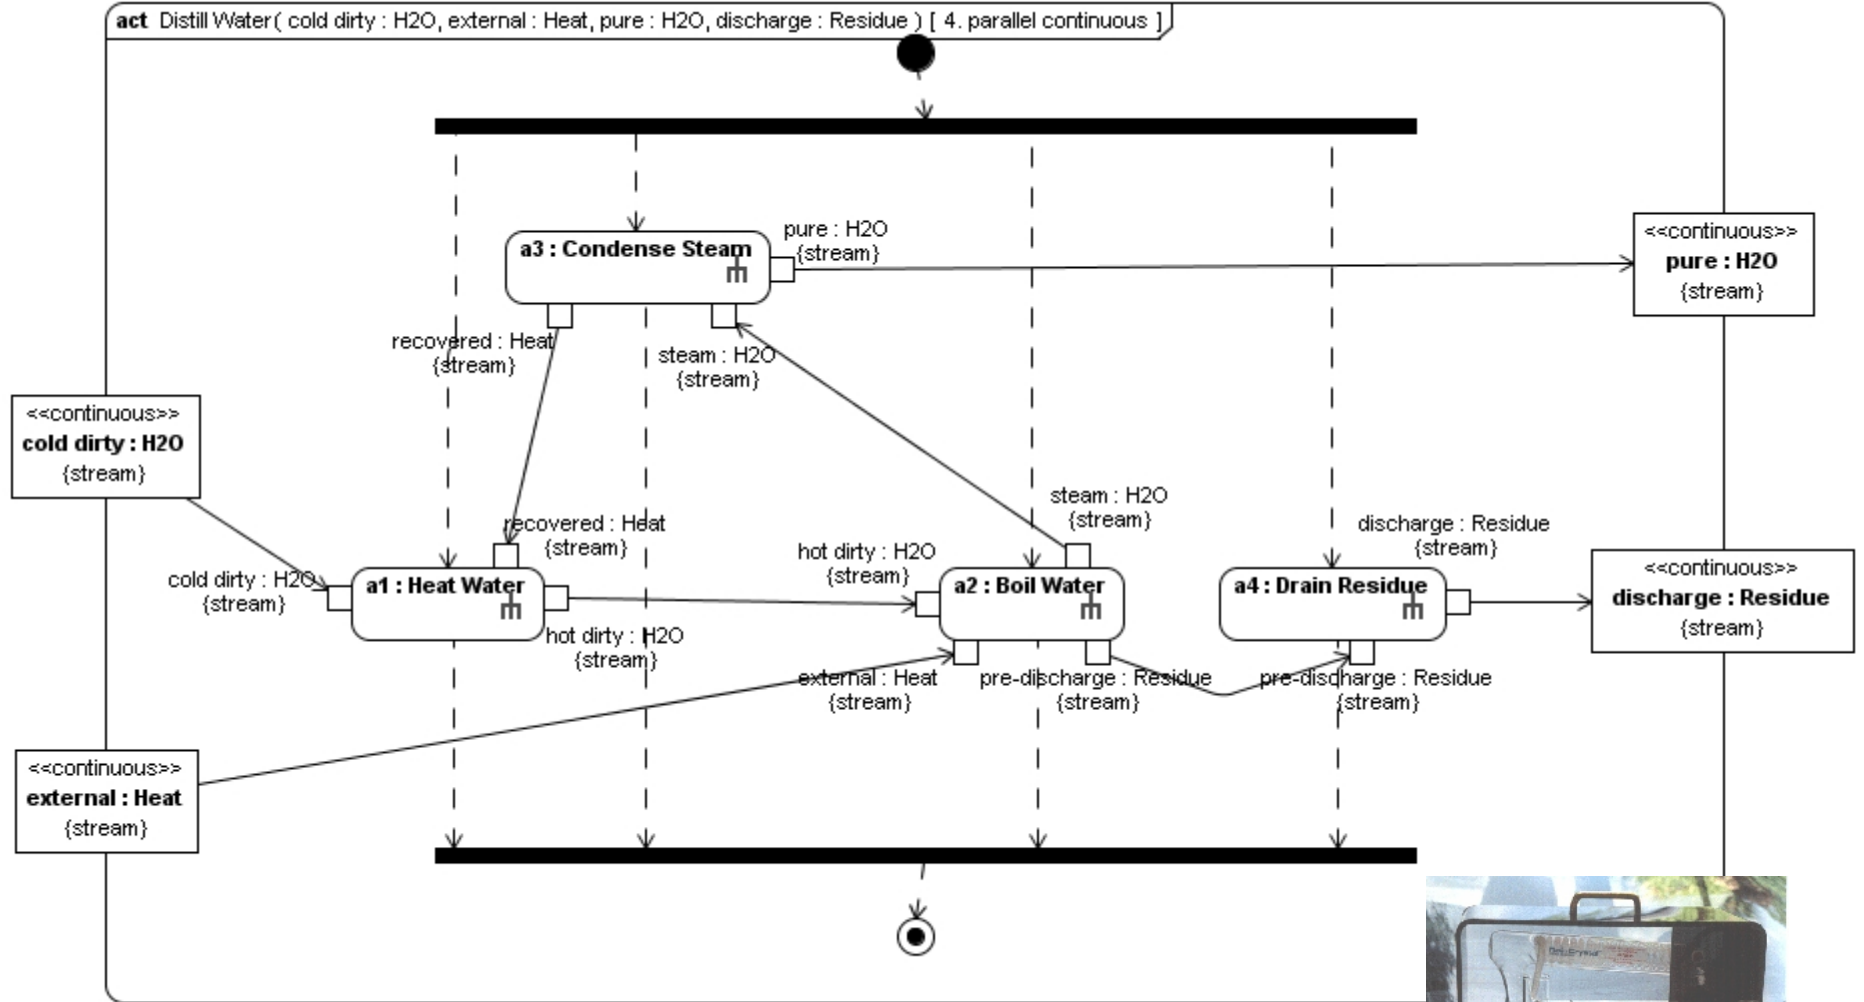 act Distill Water( cold dirty : H2O, external : Heat, pure : H2O, discharge : Residue ) [ 4. parallel continuous ]
a3 : Condense Steam
pure : H2O
{stream}
<<continuous>>
pure : H2O
{stream}
recovered : Heat
{stream}
steam : H2O
{stream}
<<continuous>>
cold dirty : H2O
{stream}
recovered : Heat
{stream}
steam : H2O
{stream}
discharge : Residue
{stream}
cold dirty : H2O
{stream}
a1 : Heat Water
hot dirty : H2O
{stream}
hot dirty : H2O
{stream}
a2 : Boil Water
a4 : Drain Residue
<<continuous>>
discharge : Residue
{stream}
external : Heat
{stream}
pre-discharge : Residue
{stream}
pre-discharge : Residue
{stream}
<<continuous>>
external : Heat
{stream}